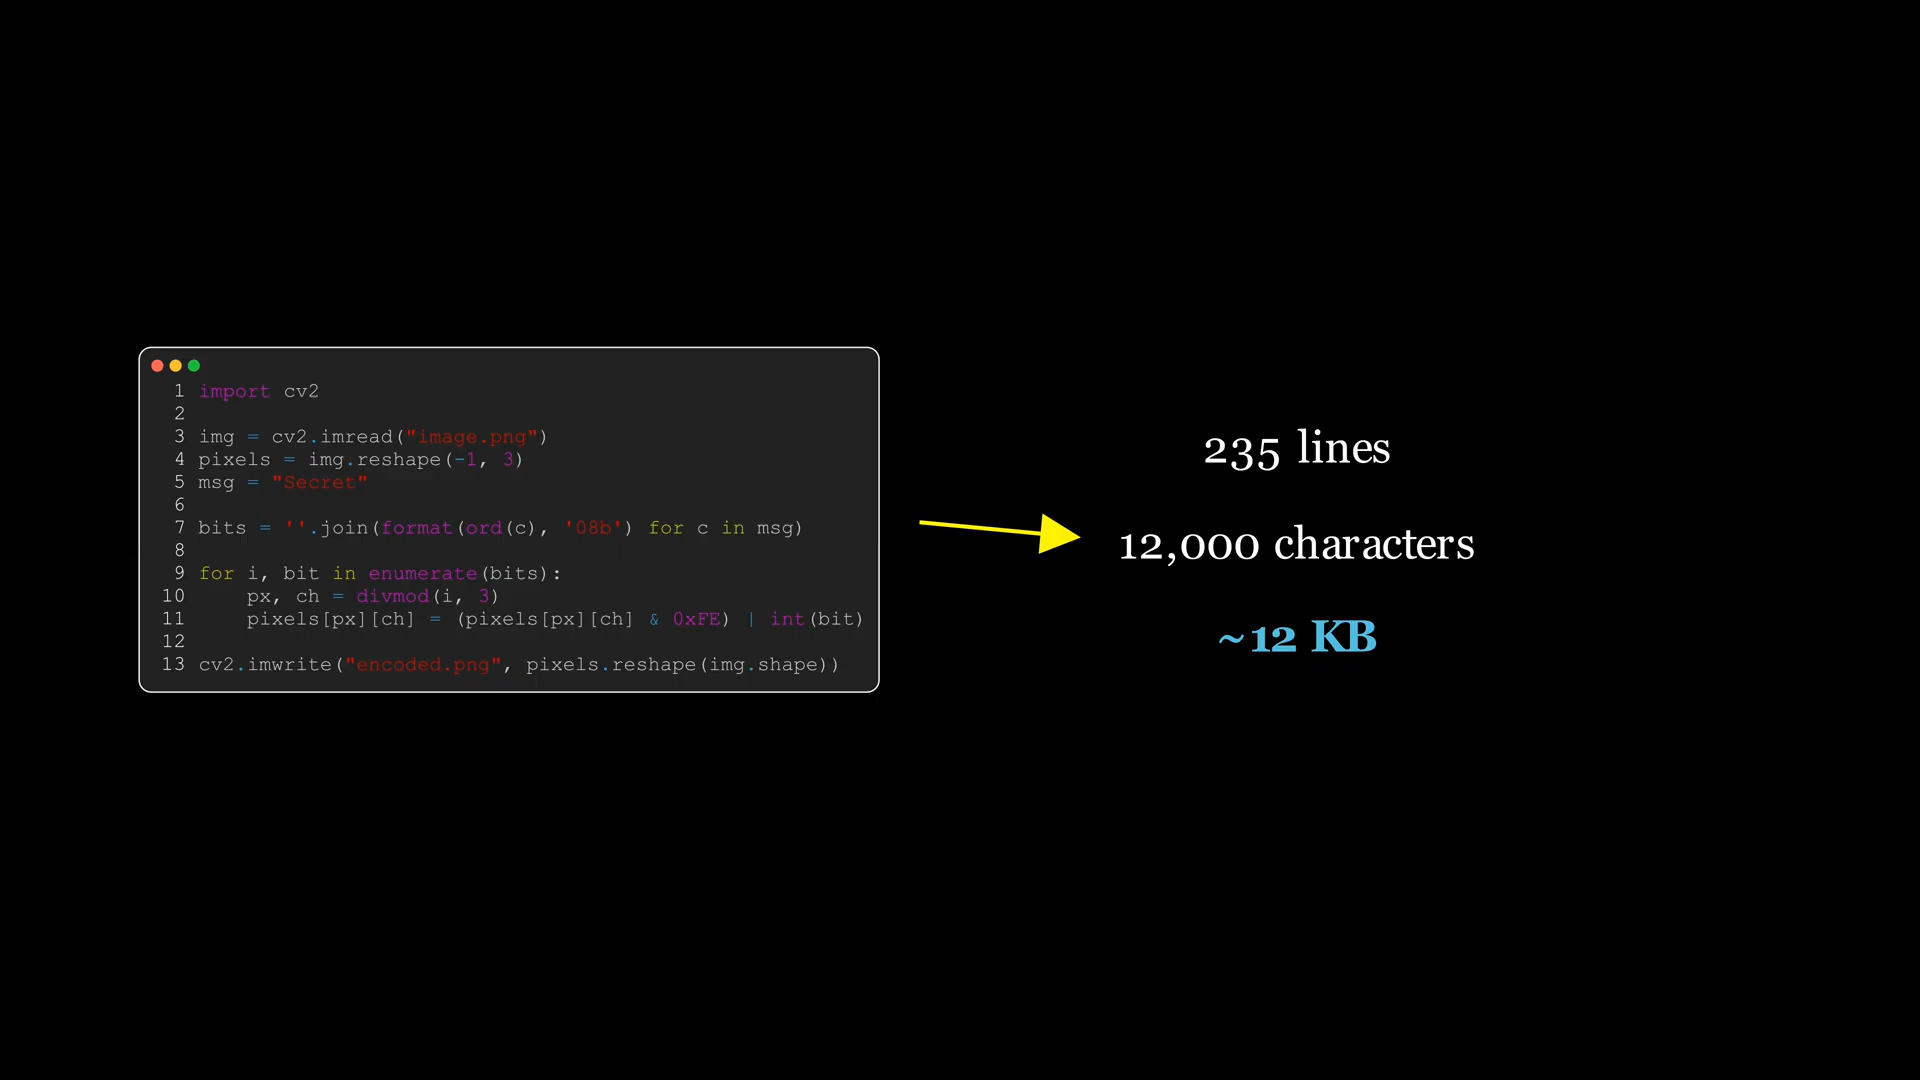 1 import cv2
2
3 img = cv2.imread("image.png")
4 pixels = img.reshape(-1, 3)
5 msg = "Secret"
6
7 bits = ''.join(format(ord(c), '08b') for c in msg)
8
9 for i, bit in enumerate(bits):
10     px, ch = divmod(i, 3)
11     pixels[px][ch] = (pixels[px][ch] & 0xFE) | int(bit)
12
13 cv2.imwrite("encoded.png", pixels.reshape(img.shape))
235 lines
12,000 characters
~12 KB